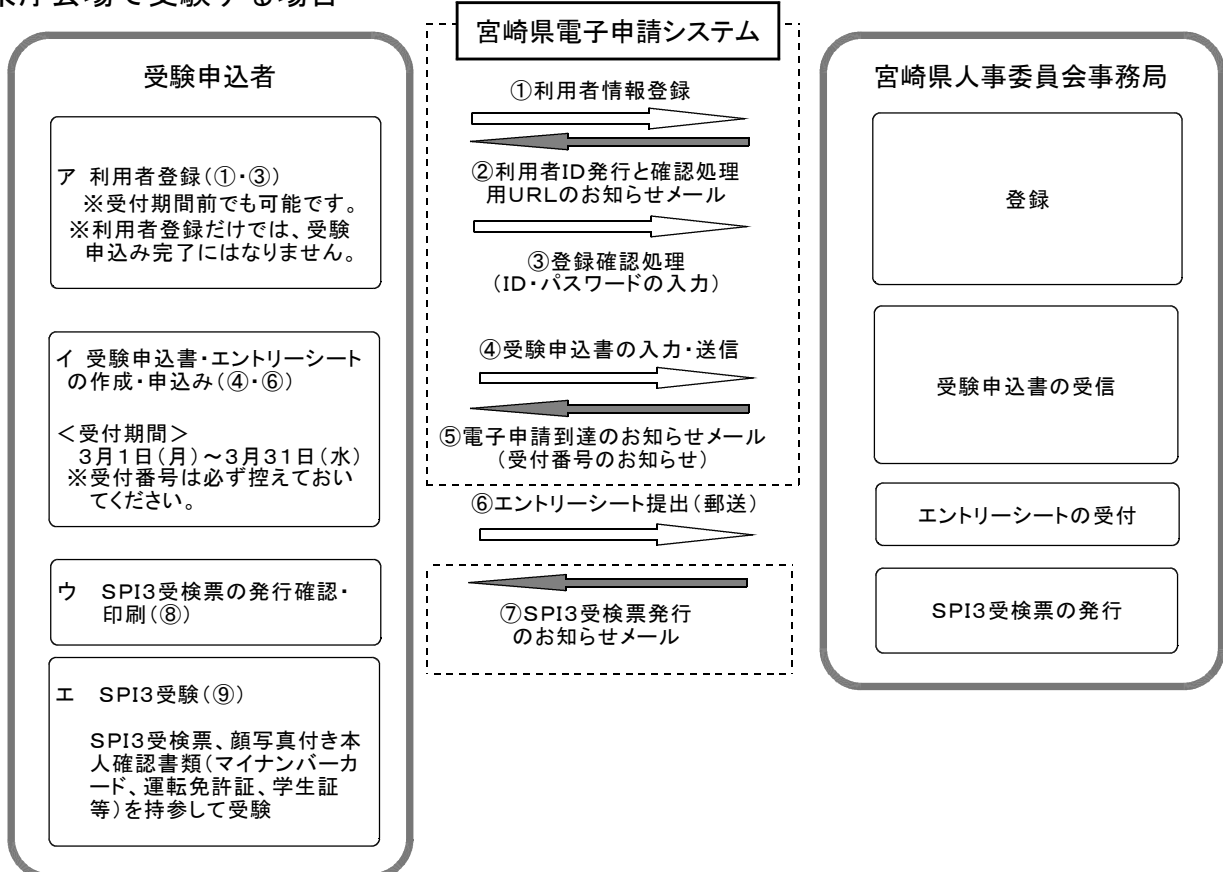 県庁会場で受験する場合
宮崎県電子申請システム
受験申込者
ア 利用者登録(①・③)
※受付期間前でも可能です。
※利用者登録だけでは、受験
申込み完了にはなりません。
イ 受験申込書・エントリーシート
の作成・申込み(④・⑥)
<受付期間>
3月1日(月)~3月31日(水)
※受付番号は必ず控えておい
てください。
ウ SPI3受検票の発行確認・
印刷(⑧)
エ SPI3受験(⑨)
SPI3受検票、顔写真付き本
人確認書類(マイナンバーカ
ード、運転免許証、学生証
等)を持参して受験
①利用者情報登録
②利用者ID発行と確認処理
用URLのお知らせメール
③登録確認処理
(ID・パスワードの入力)
④受験申込書の入力・送信
⑤電子申請到達のお知らせメール
(受付番号のお知らせ)
⑥エントリーシート提出(郵送)
⑦SPI3受検票発行
のお知らせメール
宮崎県人事委員会事務局
登録
受験申込書の受信
エントリーシートの受付
SPI3受検票の発行